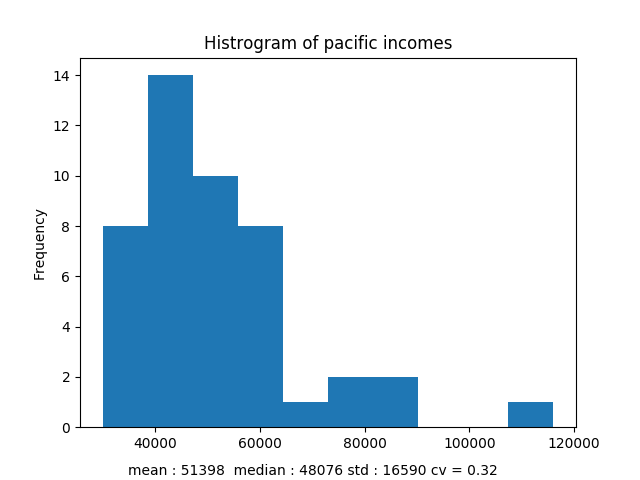 Histrogram of pacific incomes
Frequency
14
12
10
8
6
4
2
0
40000 60000 80000 100000 120000
mean : 51398 median : 48076 std : 16590 cv = 0.32